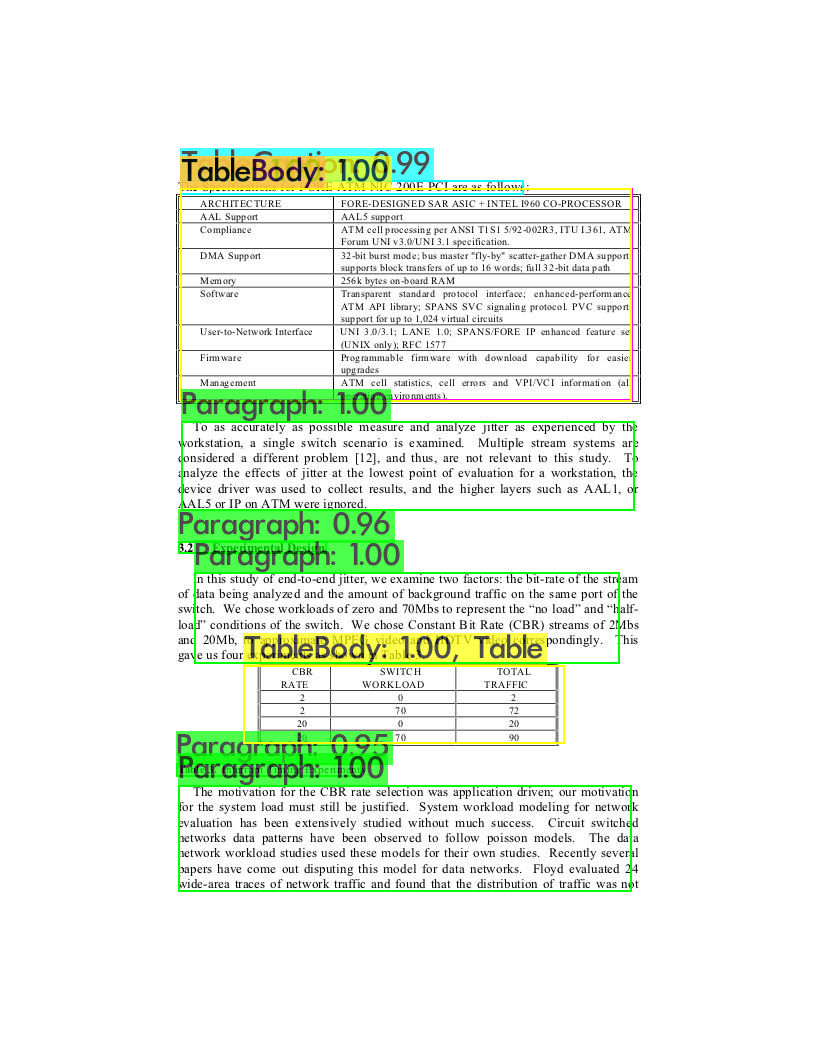 TableCaption: 0.99
TableBody: 1.00
The Specifications for FORE ATM NIC 200E PCI are as follows:
ARCHITECTURE FORE-DESIGNED SAR ASIC + INTEL I960 CO-PROCESSOR
AAL Support AAL5 support
Compliance ATM cell processing per ANSI T1S1 5/92-002R3, ITU I.361, ATM
Forum UNI v3.0/UNI 3.1 specification.
DMA Support 32-bit burst mode; bus master "fly-by" scatter-gather DMA support
supports block transfers of up to 16 words; full 32-bit data path
Memory 256k bytes on-board RAM
Software Transparent standard protocol interface; enhanced-performance
ATM API library; SPANS SVC signaling protocol. PVC support
support for up to 1,024 virtual circuits
User-to-Network Interface UNI 3.0/3.1; LANE 1.0; SPANS/FORE IP enhanced feature set
(UNIX only); RFC 1577
Firmware Programmable firmware with download capability for easier
upgrades
Management ATM cell statistics, cell errors and VPI/VCI information (all
environments).
Paragraph: 1.00
To as accurately as possible measure and analyze jitter as experienced by the
workstation, a single switch scenario is examined. Multiple stream systems are
considered a different problem [12], and thus, are not relevant to this study. To
analyze the effects of jitter at the lowest point of evaluation for a workstation, the
device driver was used to collect results, and the higher layers such as AAL1, or
AAL5 or IP on ATM were ignored.
Paragraph: 0.96
3.2 Experimental Design
Paragraph: 1.00
In this study of end-to-end jitter, we examine two factors: the bit-rate of the stream
of data being analyzed and the amount of background traffic on the same port of the
switch. We chose workloads of zero and 70Mbs to represent the “no load” and “half-
load” conditions of the switch. We chose Constant Bit Rate (CBR) streams of 2Mbs
and 20Mb, to approximate MPEG video and HDTV video correspondingly. This
gave us four experiments as shown in Table
TableBody: 1.00, Table
CBR SWITCH TOTAL
RATE WORKLOAD TRAFFIC
2 0 2
2 70 72
20 0 20
20 70 90
Paragraph: 0.95
Experiments
Paragraph: 1.00
The motivation for the CBR rate selection was application driven; our motivation
for the system load must still be justified. System workload modeling for network
evaluation has been extensively studied without much success. Circuit switched
networks data patterns have been observed to follow poisson models. The data
network workload studies used these models for their own studies. Recently several
papers have come out disputing this model for data networks. Floyd evaluated 24
wide-area traces of network traffic and found that the distribution of traffic was not